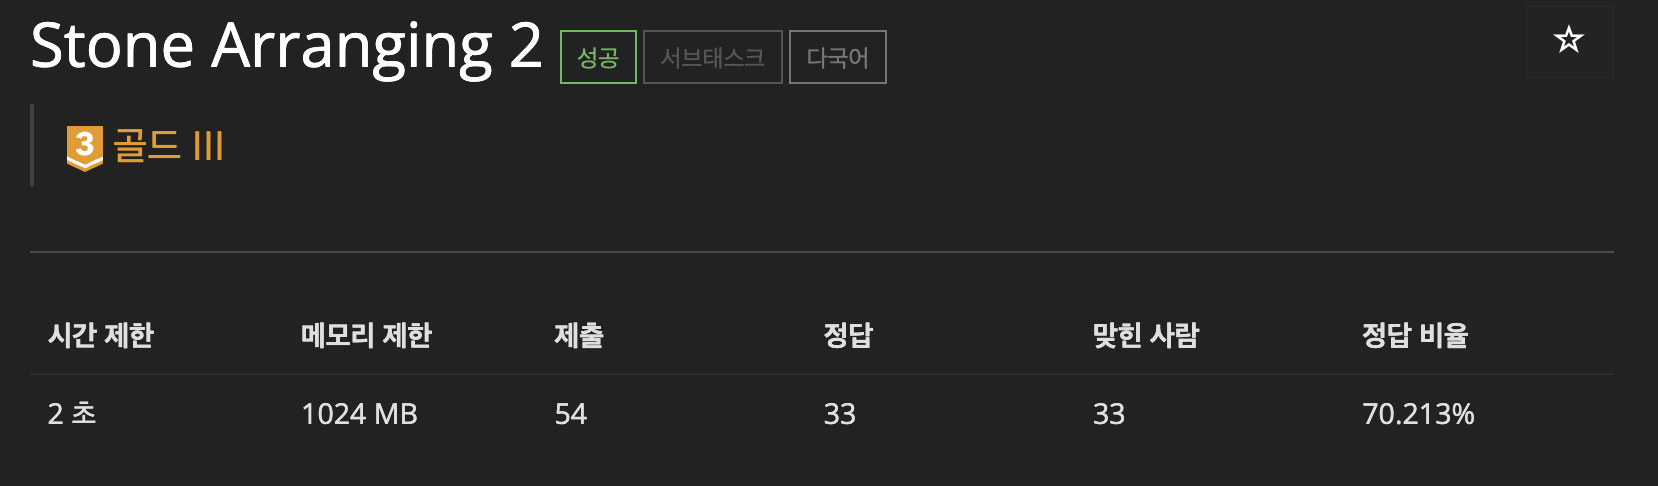 Stone Arranging 2 성공 서브태스크 다국어
3 골드 III
시간 제한 메모리 제한 제출 정답 맞힌 사람 정답 비율
2 초 1024 MB 54 33 33 70.213%